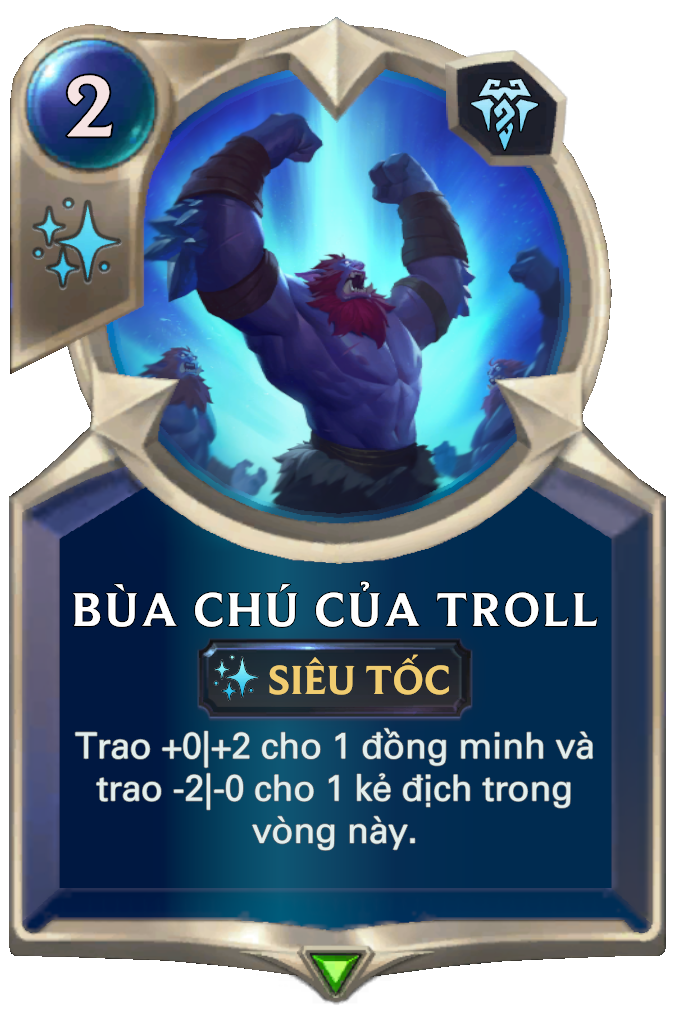 2
BÙA CHÚ CỦA TROLL
SIÊU TỐC
Trao +0|+2 cho 1 đồng minh và
trao -2|-0 cho 1 kẻ địch trong
vòng này.